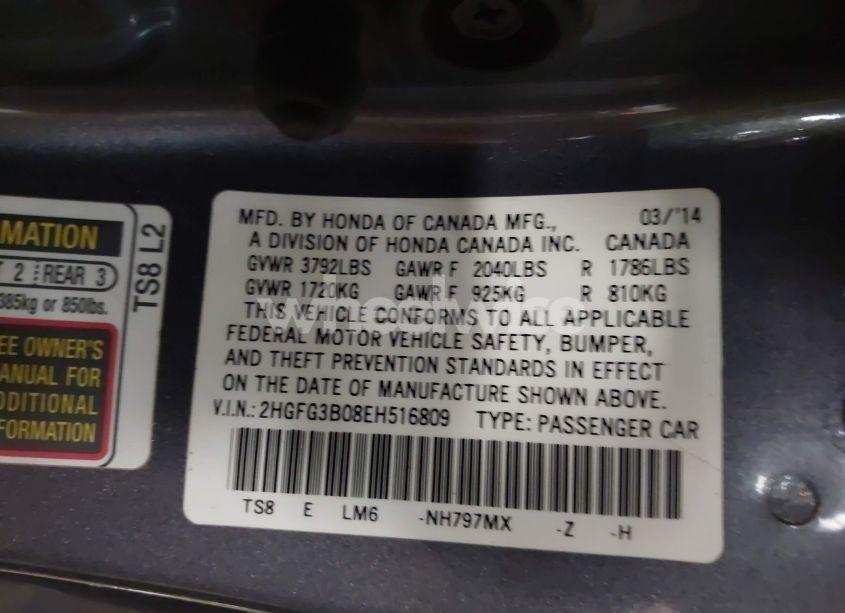 MATION
T 2 REAR 3
385kg or 850lbs.
EE OWNER'S
ANUAL FOR
DDITIONAL
FORMATION
TS8 L2
MFD. BY HONDA OF CANADA MFG., 03/'14
A DIVISION OF HONDA CANADA INC. CANADA
GVWR 3792LBS GAWR F 2040LBS R 1786LBS
GVWR 1720KG GAWR F 925KG R 810KG
THIS VEHICLE CONFORMS TO ALL APPLICABLE
FEDERAL MOTOR VEHICLE SAFETY, BUMPER,
AND THEFT PREVENTION STANDARDS IN EFFECT
ON THE DATE OF MANUFACTURE SHOWN ABOVE.
V.I.N.: 2HGFG3B08EH516809 TYPE: PASSENGER CAR
TS8 E LM6 -NH797MX -Z -H